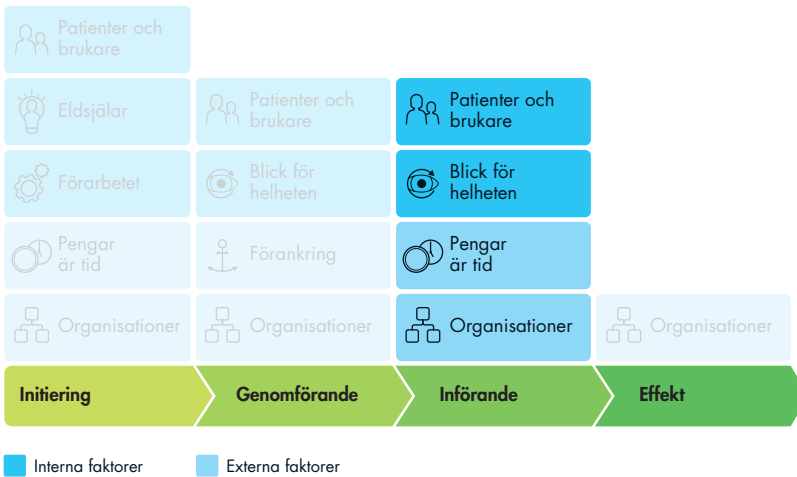 Patienter och
brukare
Eldsjälar
Patienter och
brukare
Patienter och
brukare
Förarbetet
Blick för
helheten
Blick för
helheten
Pengar
är tid
Förankring
Pengar
är tid
Organisationer
Organisationer
Organisationer
Organisationer
Initiering
Genomförande
Införande
Effekt
Interna faktorer
Externa faktorer